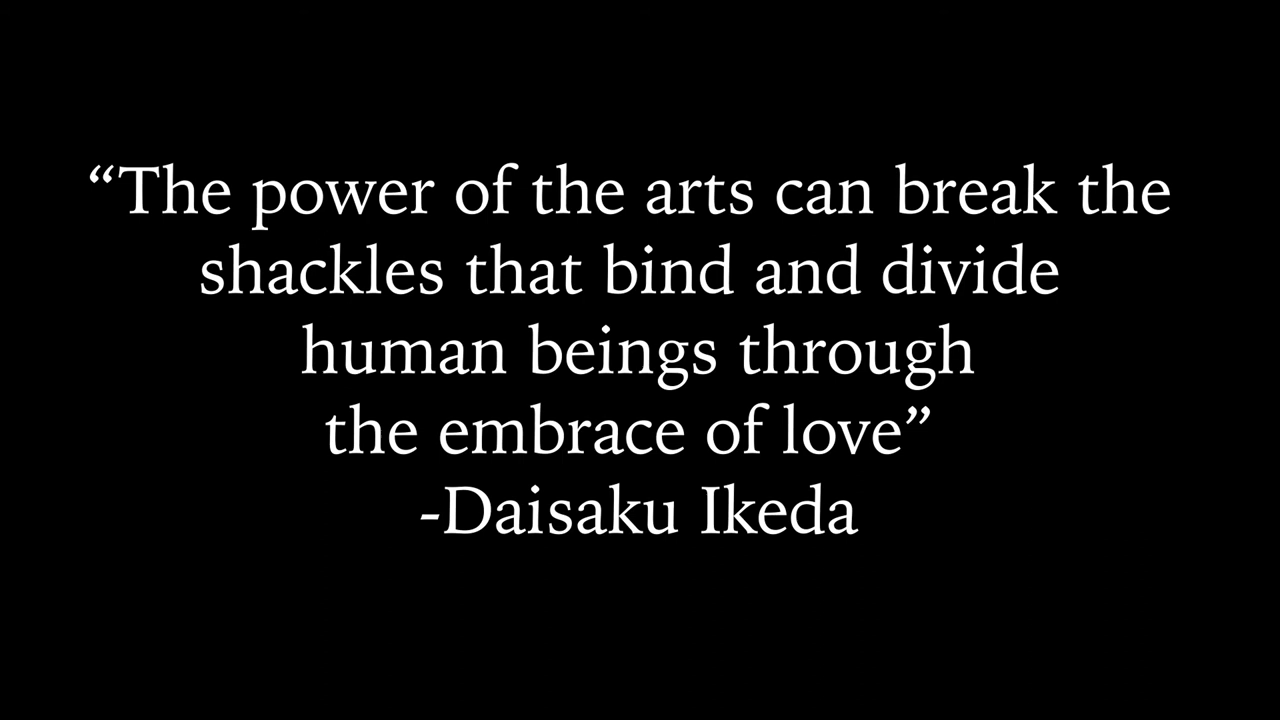 “The power of the arts can break the
shackles that bind and divide
human beings through
the embrace of love”
-Daisaku Ikeda